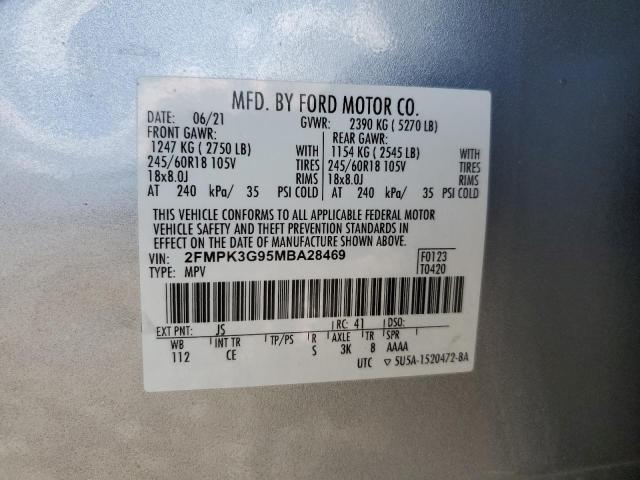 MFD. BY FORD MOTOR CO.
DATE: 06/21 GVWR: 2390 KG ( 5270 LB)
FRONT GAWR: REAR GAWR:
1247 KG ( 2750 LB) WITH 1154 KG ( 2545 LB) WITH
245/60R18 105V TIRES 245/60R18 105V TIRES
18x8.0J RIMS 18x8.0J RIMS
AT 240 kPa/ 35 PSI COLD AT 240 kPa/ 35 PSI COLD
THIS VEHICLE CONFORMS TO ALL APPLICABLE FEDERAL MOTOR
VEHICLE SAFETY AND THEFT PREVENTION STANDARDS IN
EFFECT ON THE DATE OF MANUFACTURE SHOWN ABOVE.
VIN: 2FMPK3G95MBA28469 F0123
TYPE: MPV T0420
EXT PNT: JS RC: 41 DSO:
WB INT TR TP/PS R AXLE TR SPR
112 CE S 3K 8 AAAA
UTC ▽ 5U5A-1520472-BA